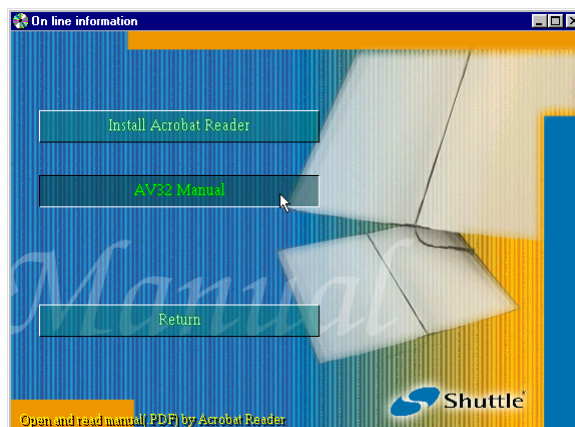 On line information
Install Acrobat Reader
AV32 Manual
Manual
Return
Shuttle®
Open and read manual(.PDF) by Acrobat Reader